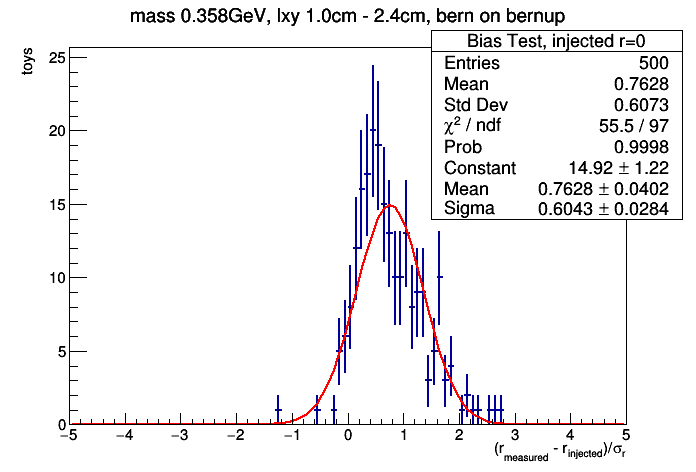 mass 0.358GeV, lxy 1.0cm - 2.4cm, bern on bernup
toys
Bias Test, injected r=0
Entries 500
Mean 0.7628
Std Dev 0.6073
χ² / ndf 55.5 / 97
Prob 0.9998
Constant 14.92 ± 1.22
Mean 0.7628 ± 0.0402
Sigma 0.6043 ± 0.0284
25
20
15
10
5
0
−5 −4 −3 −2 −1 0 1 2 3 4 5
(r_measured - r_injected)/σ_r